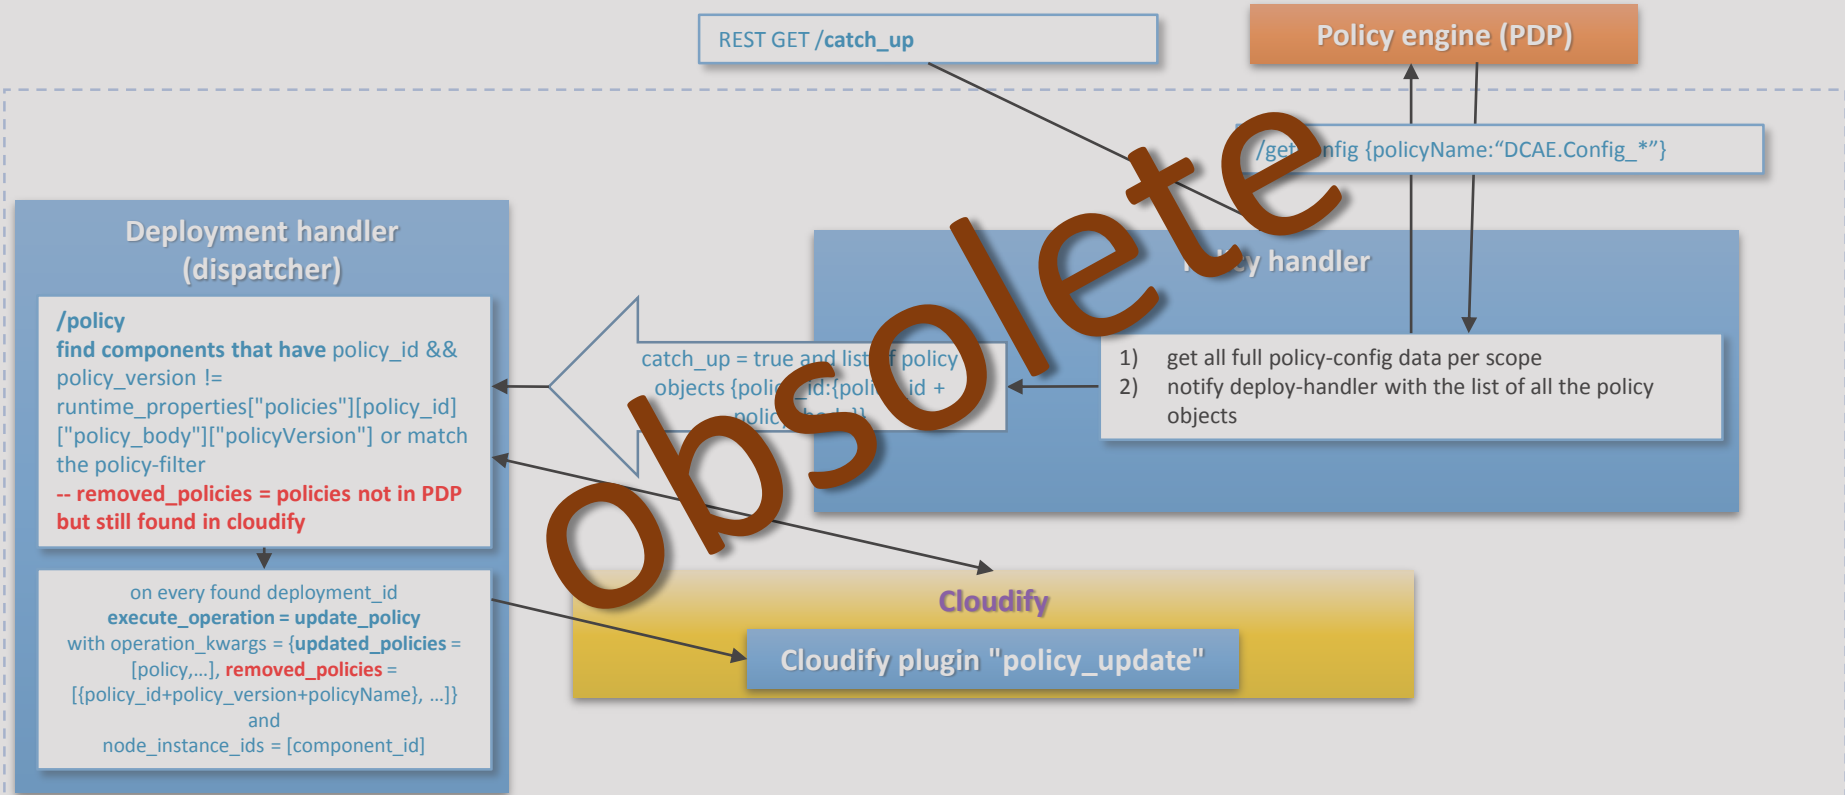 REST GET /catch_up
Policy engine (PDP)
/get nfig {policyName:“DCAE.Config_*”}
Deployment handler
(dispatcher)
/policy
find components that have policy_id &&
policy_version !=
runtime_properties["policies"][policy_id]
["policy_body"]["policyVersion"] or match
the policy-filter
-- removed_policies = policies not in PDP
but still found in cloudify
on every found deployment_id
execute_operation = update_policy
with operation_kwargs = {updated_policies =
[policy,…], removed_policies =
[{policy_id+policy_version+policyName}, …]}
and
node_instance_ids = [component_id]
catch_up = true and list of policy
objects {policy_id:{policy_id +
Policy handler
1) get all full policy-config data per scope
2) notify deploy-handler with the list of all the policy
objects
Cloudify
Cloudify plugin "policy_update"
obsolete